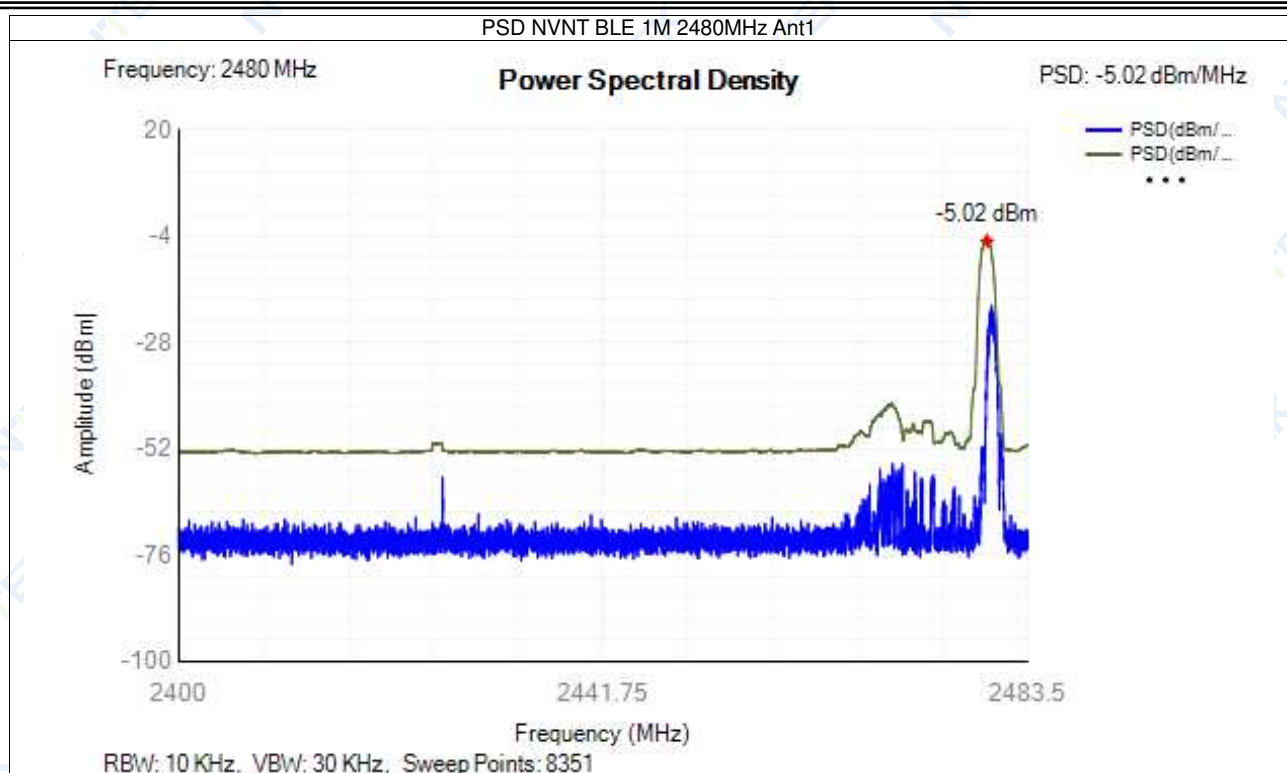 PSD NVNT BLE 1M 2480MHz Ant1
Frequency: 2480 MHz
Power Spectral Density
PSD: -5.02 dBm/MHz
PSD(dBm/...
PSD(dBm/...
...
20
-5.02 dBm
-4
-28
-52
-76
-100
Amplitude (dBm)
2400
2441.75
2483.5
Frequency (MHz)
RBW: 10 KHz, VBW: 30 KHz, Sweep Points: 8351